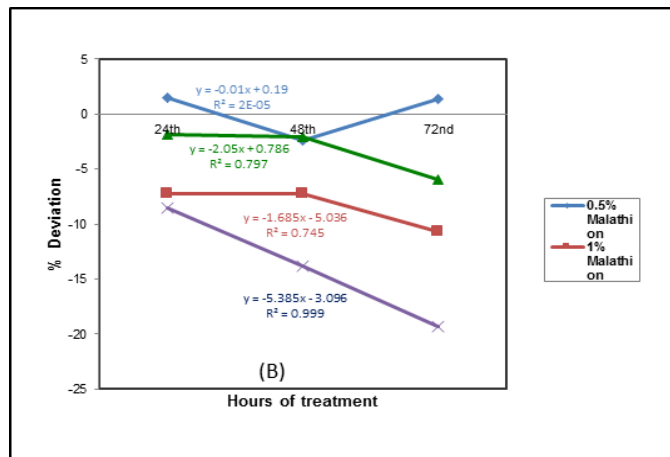 5
y = -0.01x + 0.19
R² = 2E-05
0
24th 48th 72nd
y = -2.05x + 0.786
R² = 0.797
-5
y = -1.685x - 5.036
R² = 0.745
-10
-15
y = -5.385x - 3.096
R² = 0.999
-20
(B)
-25
% Deviation
Hours of treatment
0.5%
Malathi
on
1%
Malathi
on